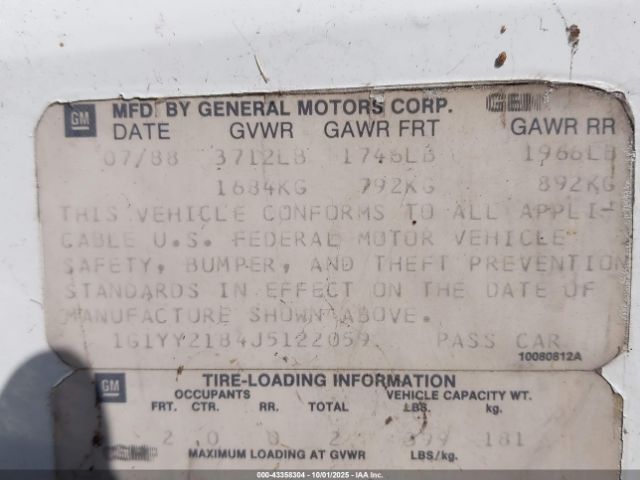 GM MFD. BY GENERAL MOTORS CORP. GEN
DATE GVWR GAWR FRT GAWR RR
07/88 3712LB 1746LB 1966LB
1684KG 792KG 892KG
THIS VEHICLE CONFORMS TO ALL APPLI-
CABLE U.S. FEDERAL MOTOR VEHICLE
SAFETY, BUMPER, AND THEFT PREVENTION
STANDARDS IN EFFECT ON THE DATE OF
MANUFACTURE SHOWN ABOVE.
1G1YY2184J5122059 PASS CAR
10080812A
GM TIRE-LOADING INFORMATION
OCCUPANTS VEHICLE CAPACITY WT.
FRT. CTR. RR. TOTAL LBS. kg.
2 0 0 2 399 181
MAXIMUM LOADING AT GVWR LBS/kg.
000-43358304 - 10/01/2025 - ©IAA Inc.